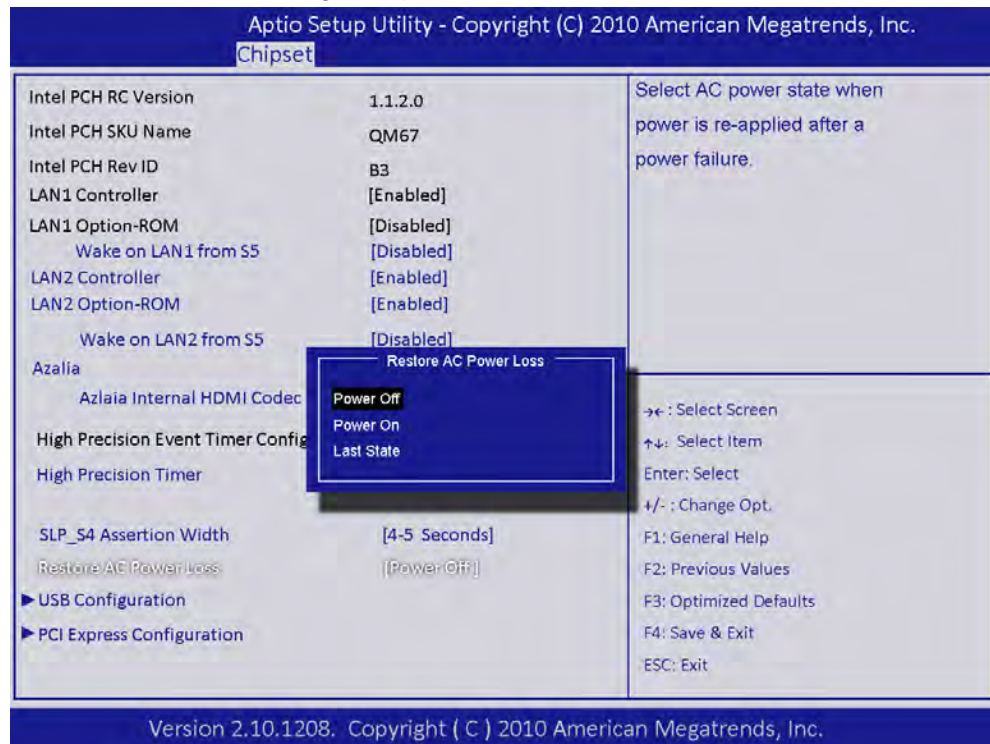 Aptio Setup Utility - Copyright (C) 2010 American Megatrends, Inc.
Chipset
Intel PCH RC Version 1.1.2.0
Intel PCH SKU Name QM67
Intel PCH Rev ID B3
LAN1 Controller [Enabled]
LAN1 Option-ROM [Disabled]
Wake on LAN1 from S5 [Disabled]
LAN2 Controller [Enabled]
LAN2 Option-ROM [Enabled]
Wake on LAN2 from S5 [Disabled]
Azalia
Azlaia Internal HDMI Codec
High Precision Event Timer Config
High Precision Timer
SLP_S4 Assertion Width [4-5 Seconds]
Restore AC Power Loss [Power Off]
►USB Configuration
►PCI Express Configuration
Restore AC Power Loss
Power Off
Power On
Last State
Select AC power state when
power is re-applied after a
power failure.
→←: Select Screen
↑↓: Select Item
Enter: Select
+/- : Change Opt.
F1: General Help
F2: Previous Values
F3: Optimized Defaults
F4: Save & Exit
ESC: Exit
Version 2.10.1208. Copyright ( C ) 2010 American Megatrends, Inc.